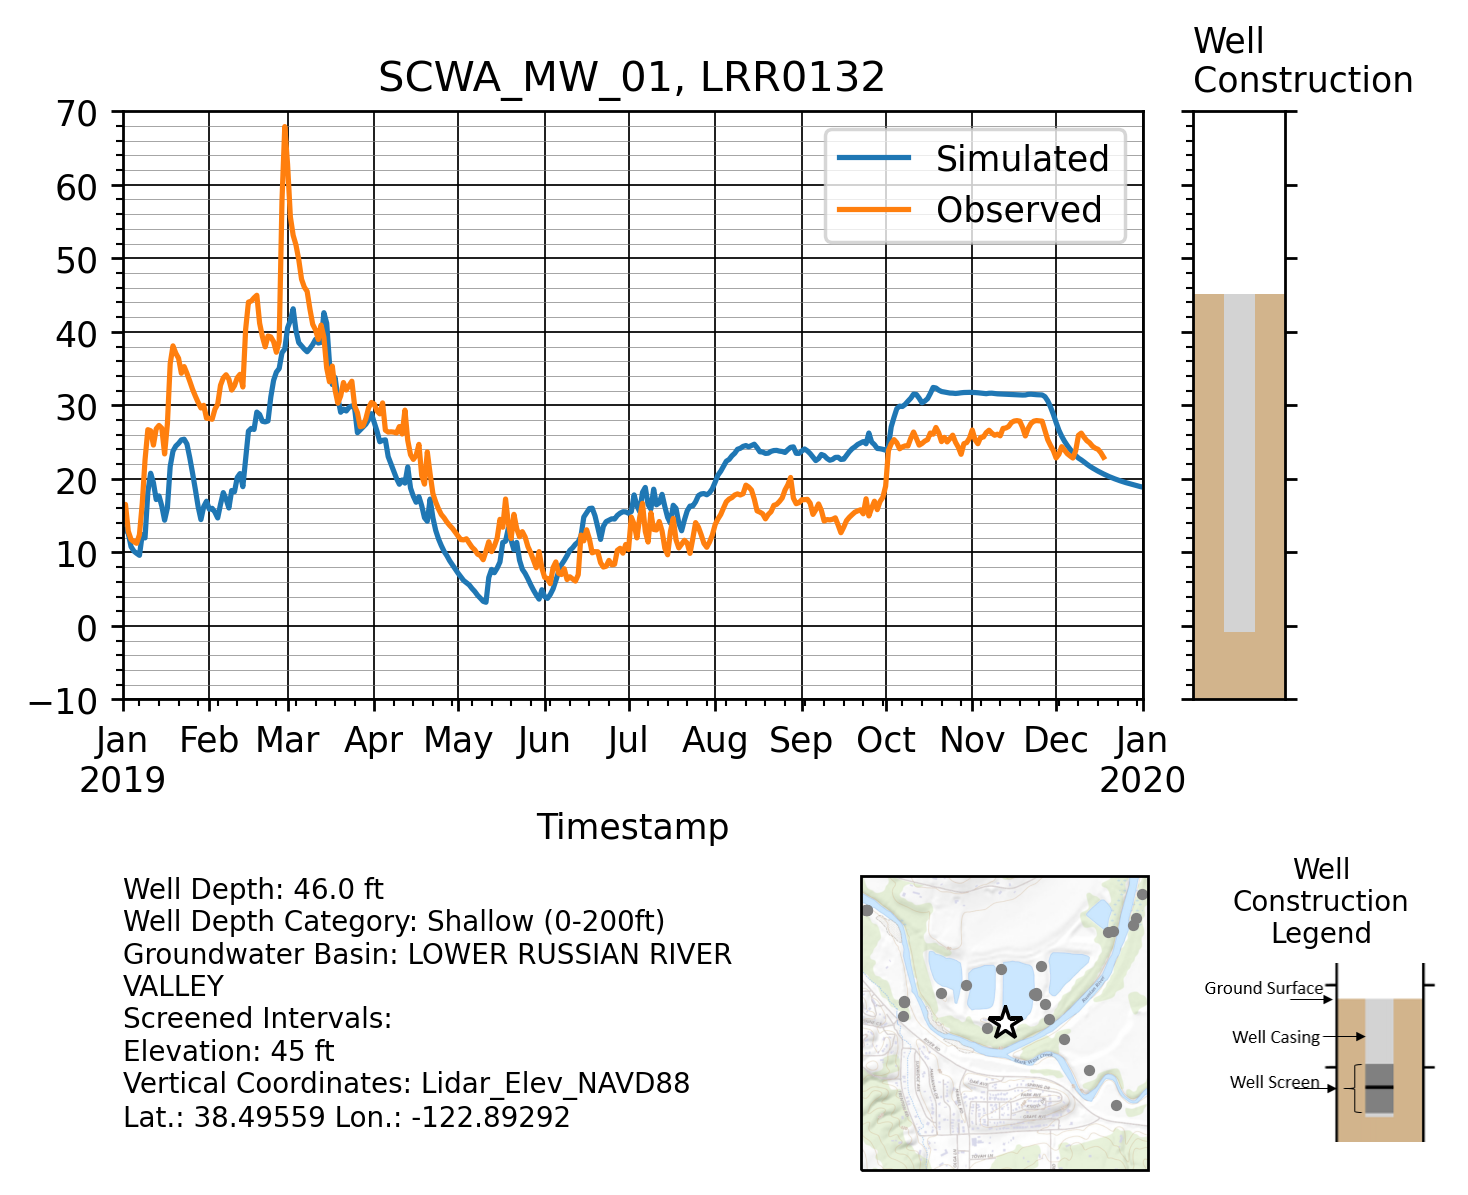 Well
Construction
SCWA_MW_01, LRR0132
70
60
50
40
30
20
10
0
−10
Simulated
Observed
Jan Feb Mar Apr May Jun Jul Aug Sep Oct Nov Dec Jan
2019 2020
Timestamp
Well Depth: 46.0 ft
Well Depth Category: Shallow (0-200ft)
Groundwater Basin: LOWER RUSSIAN RIVER
VALLEY
Screened Intervals:
Elevation: 45 ft
Vertical Coordinates: Lidar_Elev_NAVD88
Lat.: 38.49559 Lon.: -122.89292
Well
Construction
Legend
Ground Surface
Well Casing
Well Screen